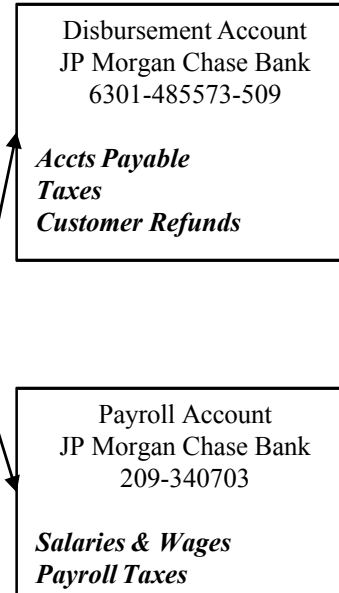 Disbursement Account
JP Morgan Chase Bank
6301-485573-509
Accts Payable
Taxes
Customer Refunds
Payroll Account
JP Morgan Chase Bank
209-340703
Salaries & Wages
Payroll Taxes